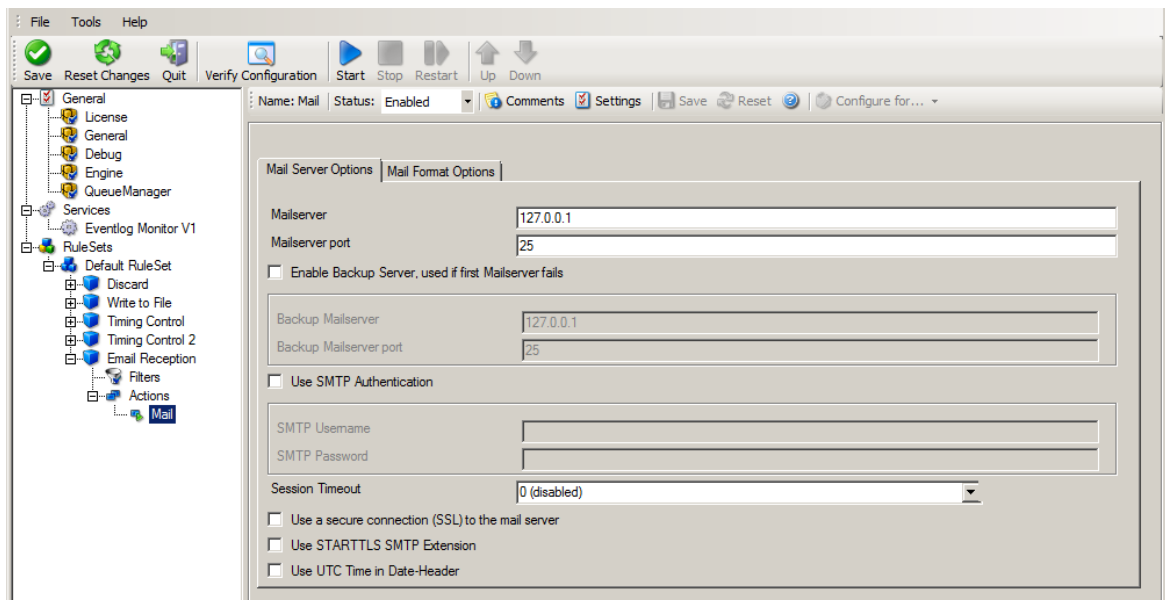 File Tools Help
Save Reset Changes Quit Verify Configuration Start Stop Restart Up Down
General
License
General
Debug
Engine
QueueManager
Services
Eventlog Monitor V1
RuleSets
Default RuleSet
Discard
Write to File
Timing Control
Timing Control 2
Email Reception
Filters
Actions
Mail
Name: Mail Status: Enabled Comments Settings Save Reset Configure for...
Mail Server Options Mail Format Options
Mailserver 127.0.0.1
Mailserver port 25
Enable Backup Server, used if first Mailserver fails
Backup Mailserver 127.0.0.1
Backup Mailserver port 25
Use SMTP Authentication
SMTP Username
SMTP Password
Session Timeout 0 (disabled)
Use a secure connection (SSL) to the mail server
Use STARTTLS SMTP Extension
Use UTC Time in Date-Header